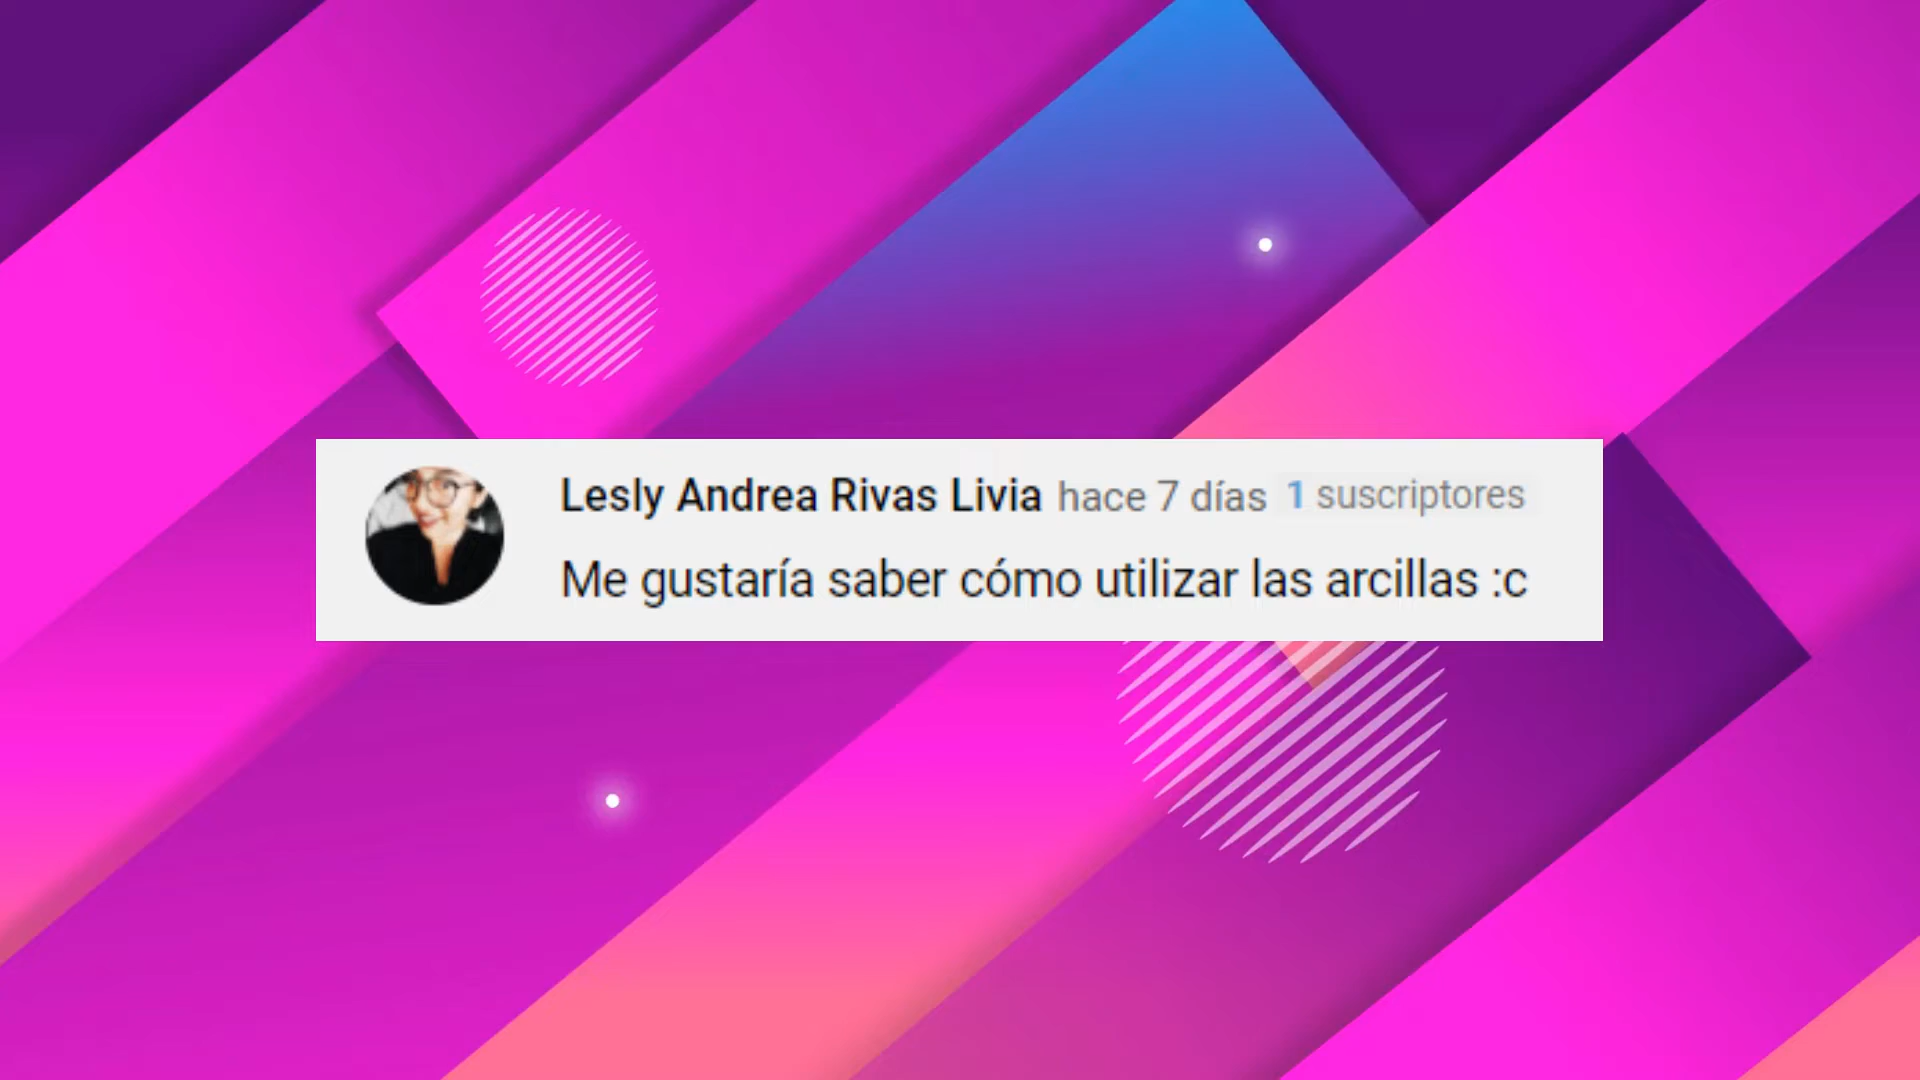 Lesly Andrea Rivas Livia hace 7 días 1 suscriptores
Me gustaría saber cómo utilizar las arcillas :c